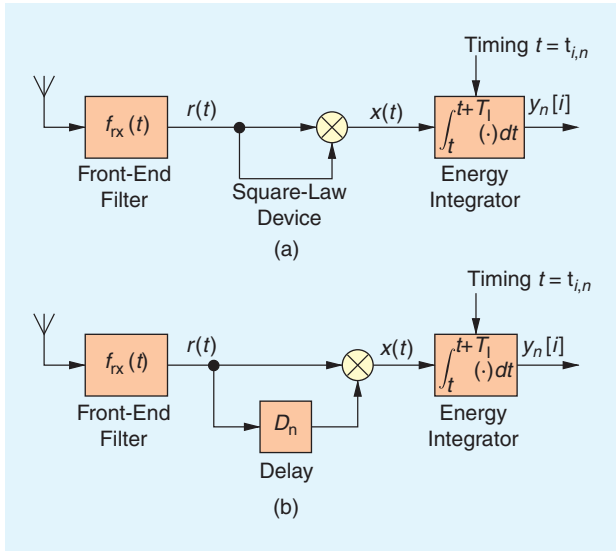 Timing t = t_{i,n}
r(t)
x(t)
y_n[i]
f_rx(t)
∫_t^{t+T_I} (·)dt
Front-End
Filter
Square-Law
Device
Energy
Integrator
(a)
Timing t = t_{i,n}
r(t)
x(t)
y_n[i]
f_rx(t)
∫_t^{t+T_I} (·)dt
Front-End
Filter
D_n
Delay
Energy
Integrator
(b)